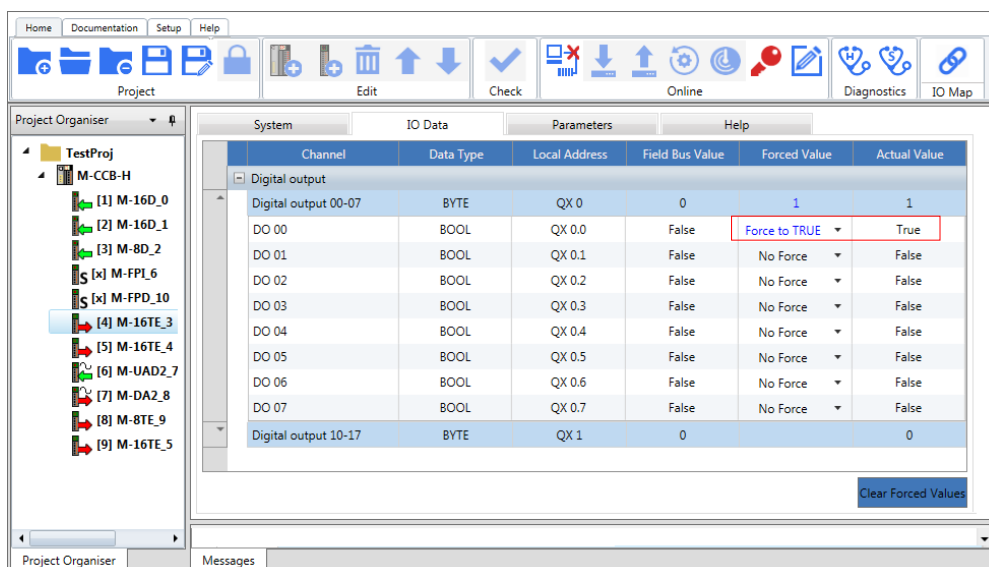 Home Documentation Setup Help
Project Edit Check Online Diagnostics IO Map
Project Organiser
TestProj
M-CCB-H
[1] M-16D_0
[2] M-16D_1
[3] M-8D_2
S [x] M-FPI_6
S [x] M-FPD_10
[4] M-16TE_3
[5] M-16TE_4
[6] M-UAD2_7
[7] M-DA2_8
[8] M-8TE_9
[9] M-16TE_5
System IO Data Parameters Help
Channel Data Type Local Address Field Bus Value Forced Value Actual Value
Digital output
Digital output 00-07 BYTE QX 0 0 1 1
DO 00 BOOL QX 0.0 False Force to TRUE True
DO 01 BOOL QX 0.1 False No Force False
DO 02 BOOL QX 0.2 False No Force False
DO 03 BOOL QX 0.3 False No Force False
DO 04 BOOL QX 0.4 False No Force False
DO 05 BOOL QX 0.5 False No Force False
DO 06 BOOL QX 0.6 False No Force False
DO 07 BOOL QX 0.7 False No Force False
Digital output 10-17 BYTE QX 1 0 0
Clear Forced Values
Project Organiser
Messages